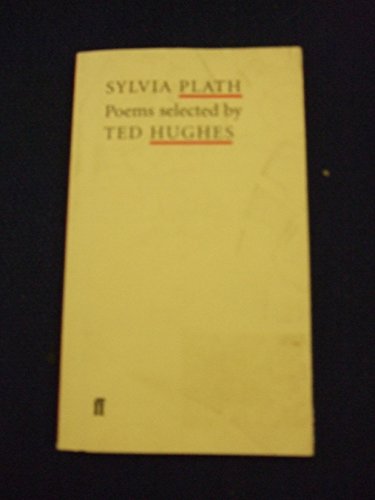 SYLVIA PLATH
Poems selected by
TED HUGHES
ff